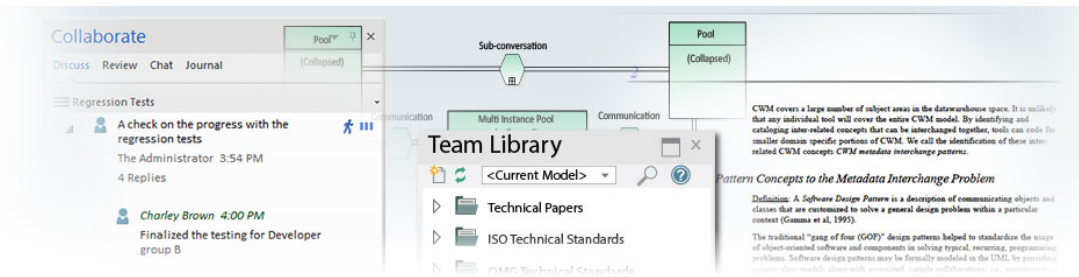 Collaborate
Discuss Review Chat Journal
Regression Tests
A check on the progress with the
regression tests
The Administrator 3:54 PM
4 Replies
Charley Brown 4:00 PM
Finalized the testing for Developer
group B
Pool
(Collapsed)
Sub-conversation
2
Pool
(Collapsed)
Multi Instance Pool
Communication
Team Library
<Current Model>
Technical Papers
ISO Technical Standards
OMG Technical Standards
CWM covers a large number of subject areas in the datawarehouse space. It is unlikely
that any individual tool will cover the entire CWM model. By identifying and
cataloging inter-related concepts that can be interchanged together, tools can code for
smaller domain specific portions of CWM. We call the identification of these inter-
related CWM concepts CWM metadata interchange patterns.
Pattern Concepts to the Metadata Interchange Problem
Definition: A Software Design Pattern is a description of communicating objects and
classes that are customized to solve a general design problem within a particular
context (Gamma et al, 1995).
The traditional “gang of four (GOF)” design patterns helped to standardize the usage
of object-oriented software and components in solving typical, recurring, programming
problems. Software design patterns may be formally modeled in the UML, by providing